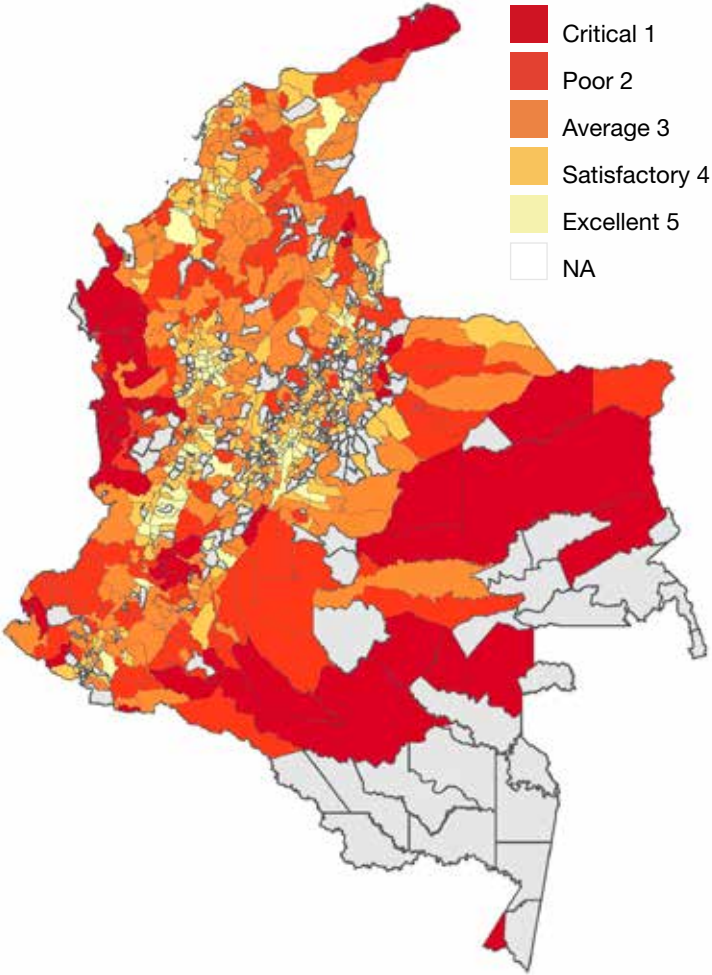 Critical 1
Poor 2
Average 3
Satisfactory 4
Excellent 5
NA